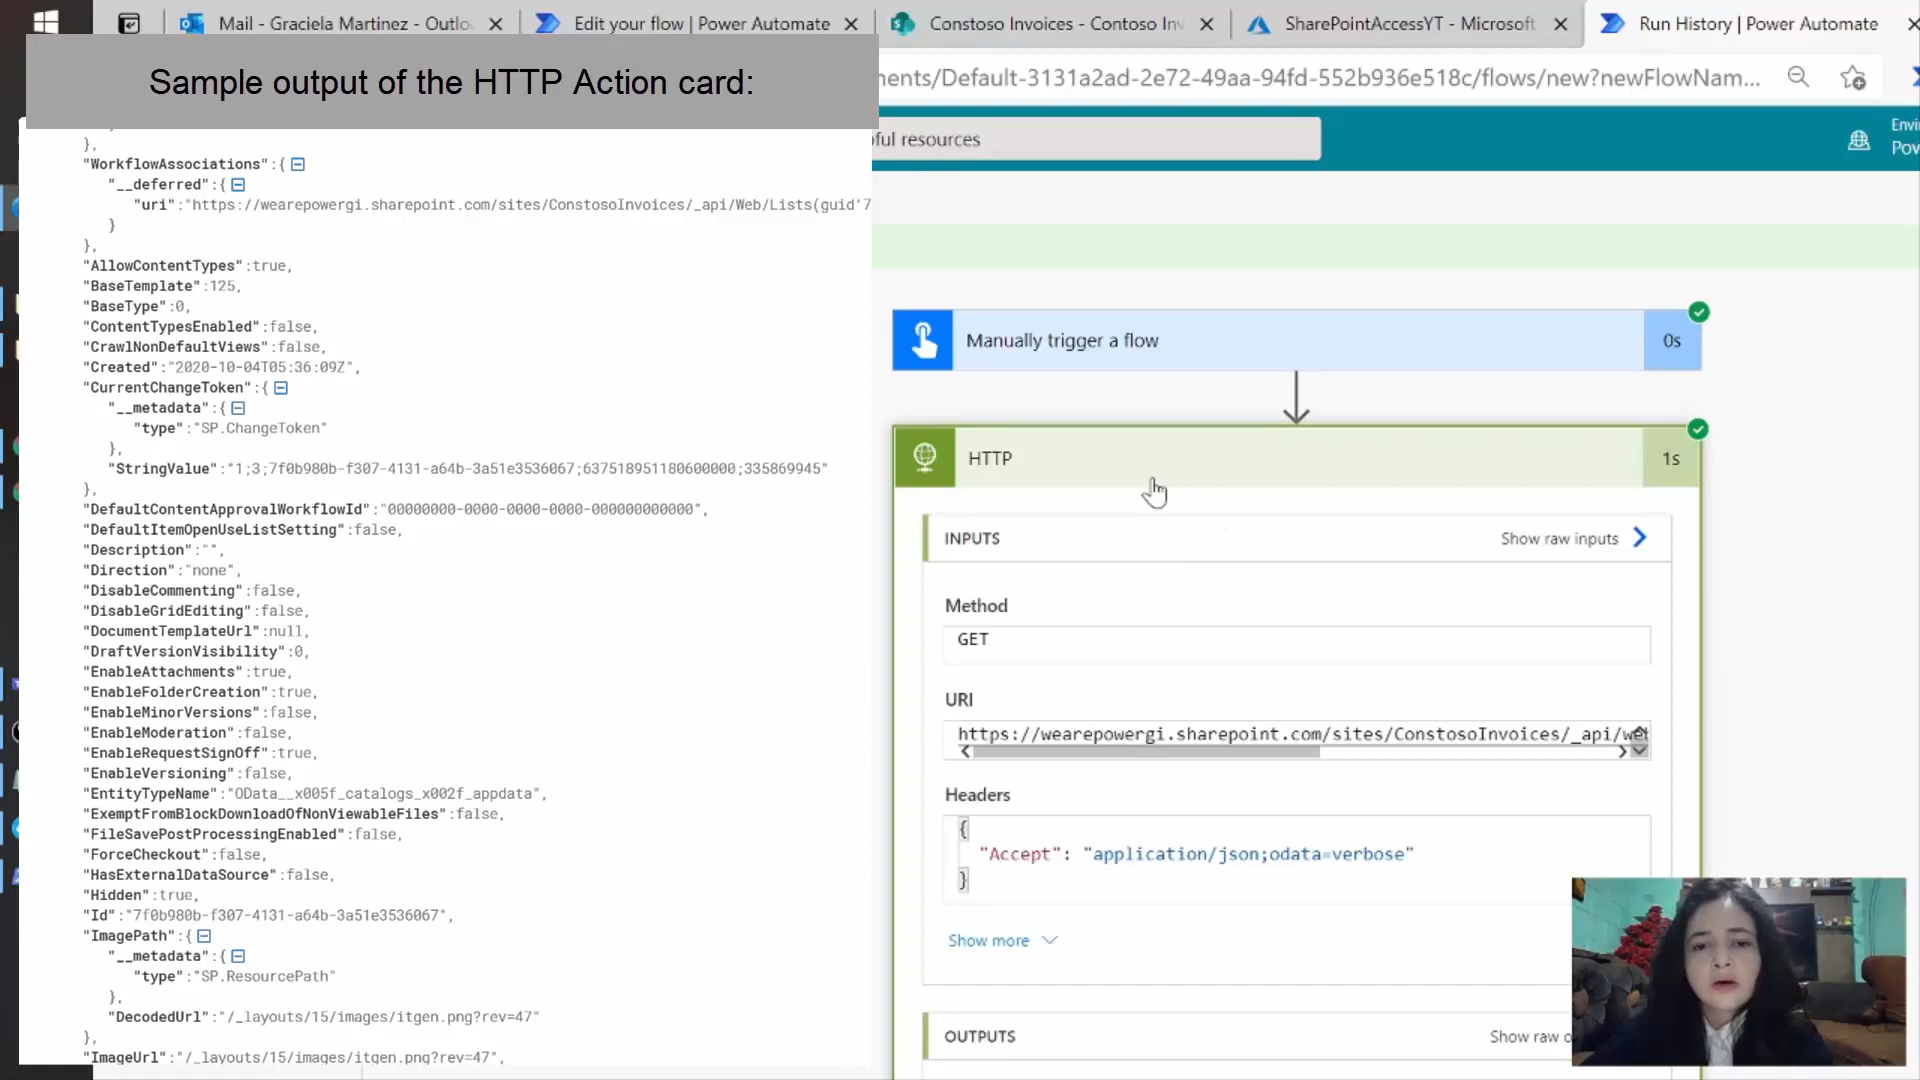 Mail - Graciela Martinez - Outlo
Edit your flow | Power Automate
Constoso Invoices - Contoso Inv
SharePointAccessYT - Microsoft
Run History | Power Automate
Sample output of the HTTP Action card:
nents/Default-3131a2ad-2e72-49aa-94fd-552b936e518c/flows/new?newFlowNam...
ful resources
Enviro
Pow
},
"WorkflowAssociations":{
"__deferred":{
"uri":"https://wearepowergi.sharepoint.com/sites/ConstosoInvoices/_api/Web/Lists(guid'7
}
},
"AllowContentTypes":true,
"BaseTemplate":125,
"BaseType":0,
"ContentTypesEnabled":false,
"CrawlNonDefaultViews":false,
"Created":"2020-10-04T05:36:09Z",
"CurrentChangeToken":{
"__metadata":{
"type":"SP.ChangeToken"
},
"StringValue":"1;3;7f0b980b-f307-4131-a64b-3a51e3536067;637518951180600000;335869945"
},
"DefaultContentApprovalWorkflowId":"00000000-0000-0000-0000-000000000000",
"DefaultItemOpenUseListSetting":false,
"Description":"",
"Direction":"none",
"DisableCommenting":false,
"DisableGridEditing":false,
"DocumentTemplateUrl":null,
"DraftVersionVisibility":0,
"EnableAttachments":true,
"EnableFolderCreation":true,
"EnableMinorVersions":false,
"EnableModeration":false,
"EnableRequestSignOff":true,
"EnableVersioning":false,
"EntityTypeName":"OData__x005f_catalogs_x002f_appdata",
"ExemptFromBlockDownloadOfNonViewableFiles":false,
"FileSavePostProcessingEnabled":false,
"ForceCheckout":false,
"HasExternalDataSource":false,
"Hidden":true,
"Id":"7f0b980b-f307-4131-a64b-3a51e3536067",
"ImagePath":{
"__metadata":{
"type":"SP.ResourcePath"
},
"DecodedUrl":"/_layouts/15/images/itgen.png?rev=47"
},
"ImageUrl":"/_layouts/15/images/itgen.png?rev=47",
Manually trigger a flow
0s
HTTP
1s
INPUTS
Show raw inputs
Method
GET
URI
https://wearepowergi.sharepoint.com/sites/ConstosoInvoices/_api/we
Headers
{
"Accept": "application/json;odata=verbose"
}
Show more
OUTPUTS
Show raw o